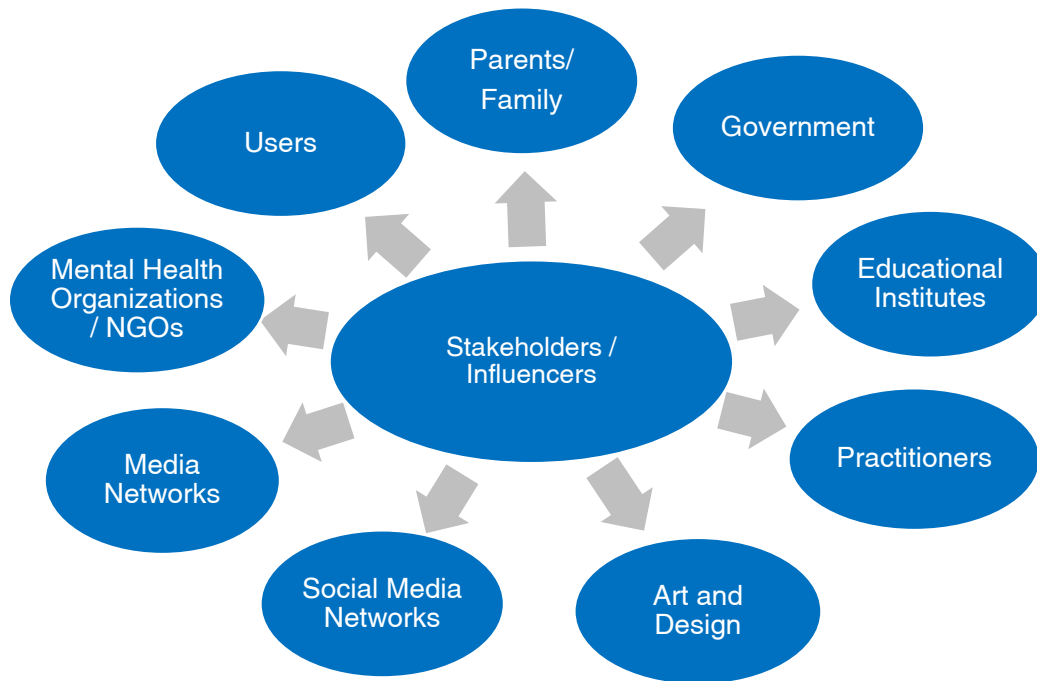 Parents/
Family
Government
Users
Educational
Institutes
Mental Health
Organizations
/ NGOs
Stakeholders /
Influencers
Practitioners
Media
Networks
Social Media
Networks
Art and
Design